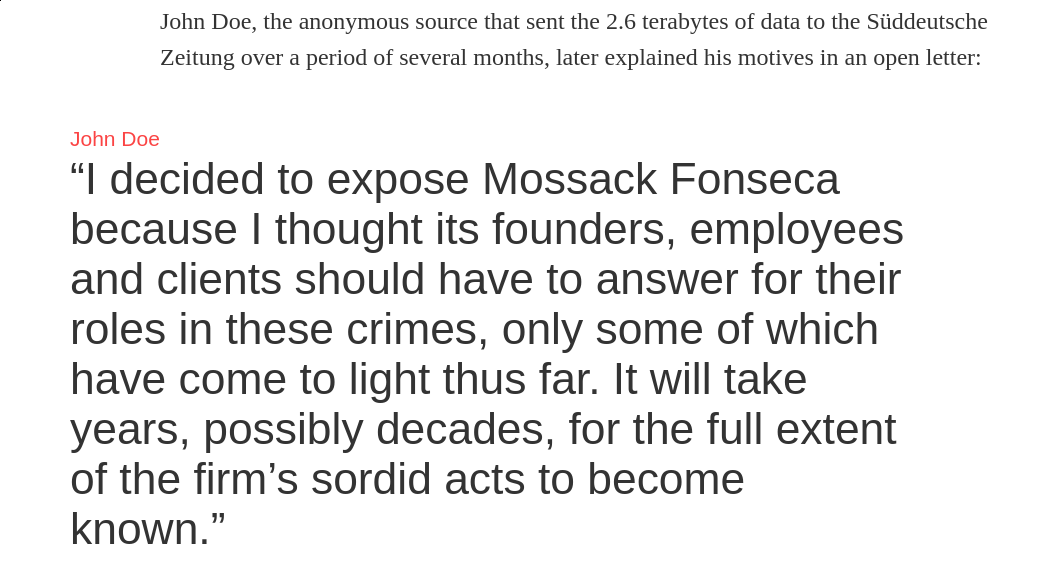 John Doe, the anonymous source that sent the 2.6 terabytes of data to the Süddeutsche
Zeitung over a period of several months, later explained his motives in an open letter:
John Doe
“I decided to expose Mossack Fonseca
because I thought its founders, employees
and clients should have to answer for their
roles in these crimes, only some of which
have come to light thus far. It will take
years, possibly decades, for the full extent
of the firm’s sordid acts to become
known.”